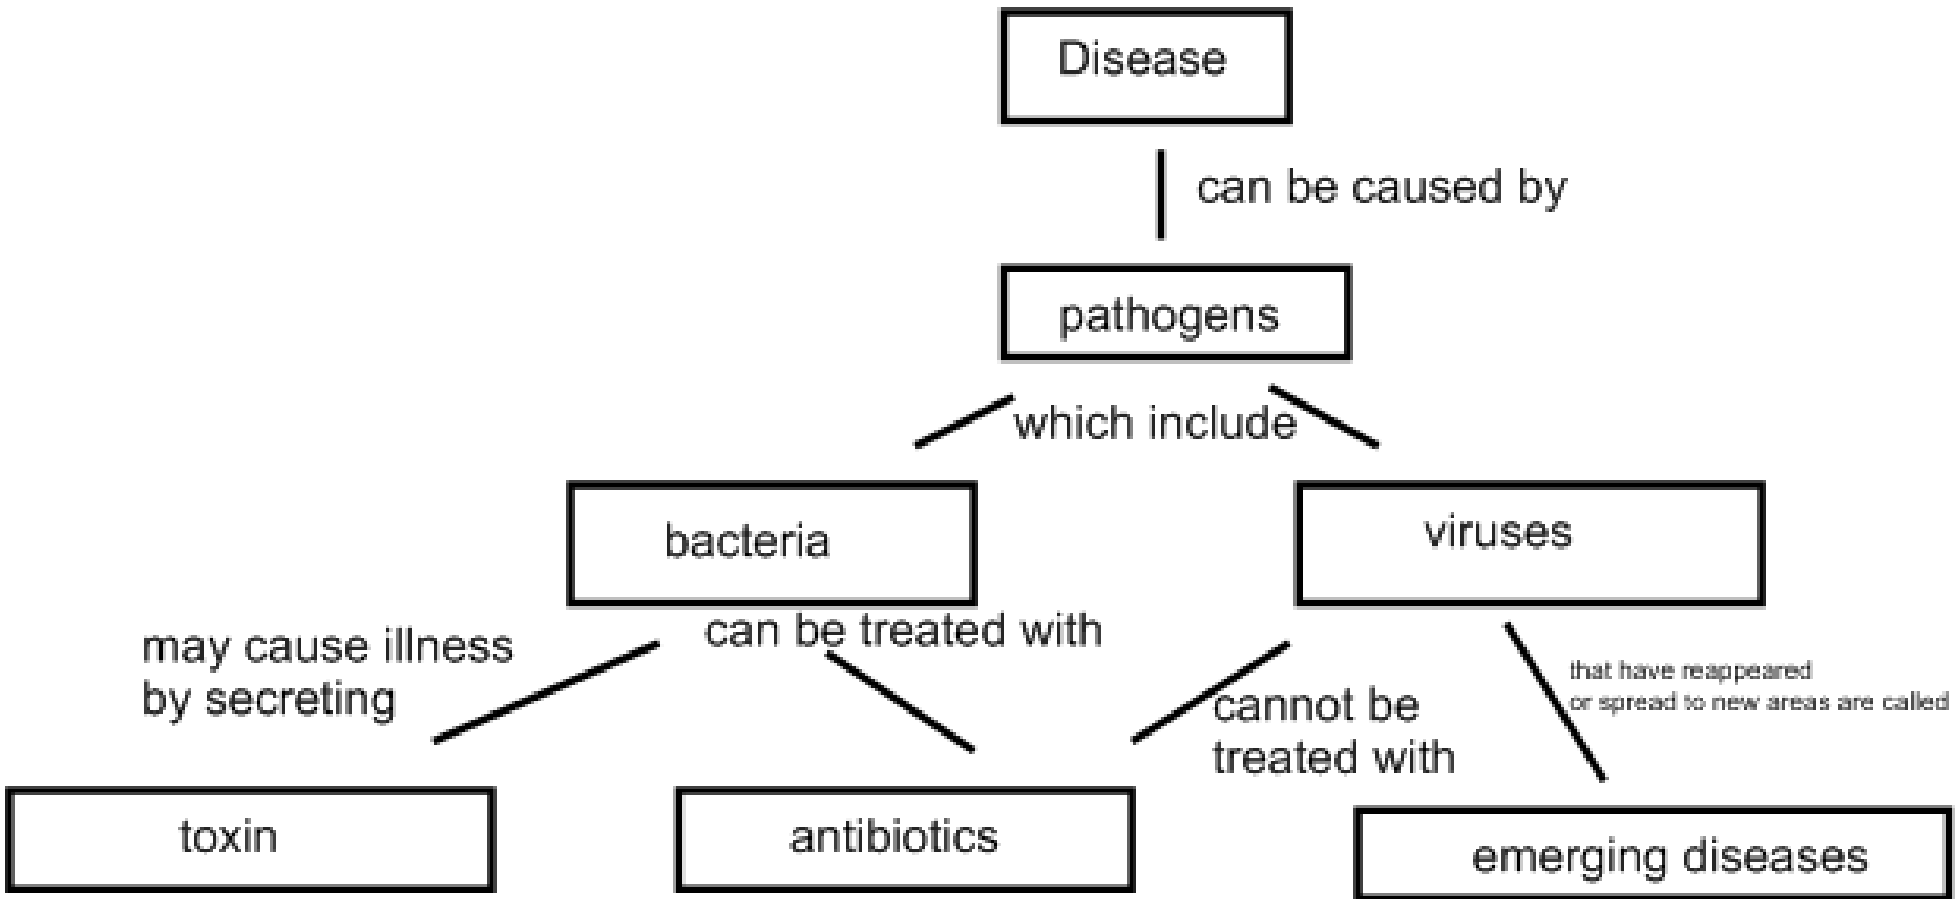 Disease
can be caused by
pathogens
which include
bacteria
viruses
may cause illness
by secreting
can be treated with
cannot be
treated with
that have reappeared
or spread to new areas are called
toxin
antibiotics
emerging diseases